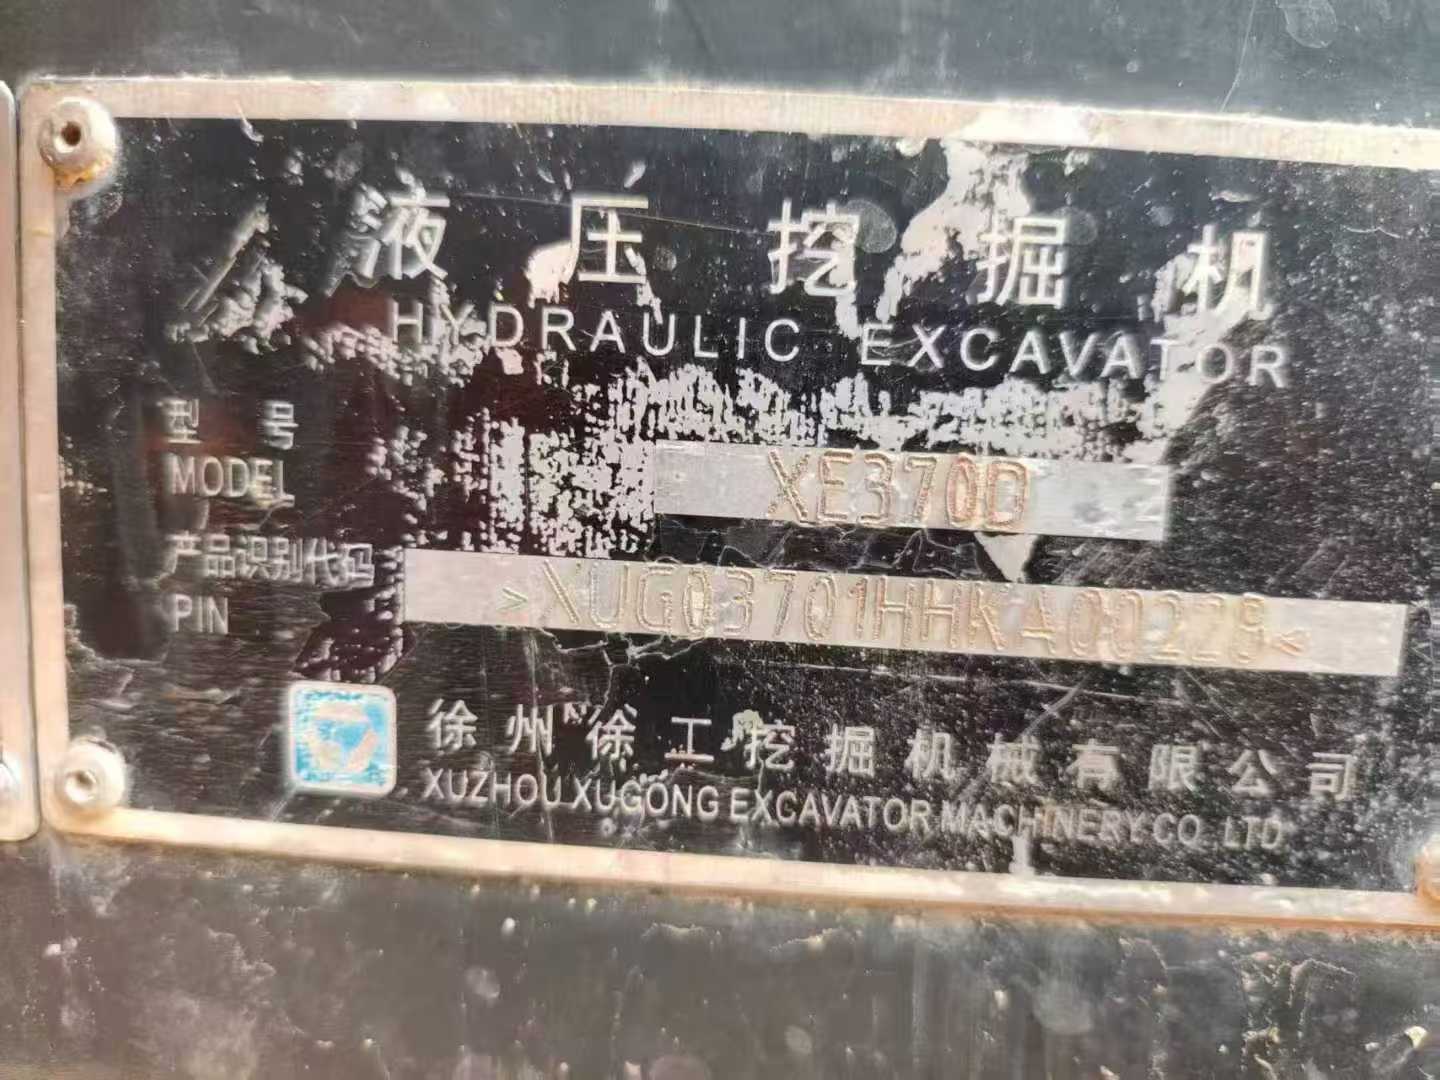 液压挖掘机
HYDRAULIC EXCAVATOR
型号
MODEL XE370D
产品识别代码
PIN >XUG03701HHKA00228<
徐州徐工挖掘机械有限公司
XUZHOU XUGONG EXCAVATOR MACHINERY CO. LTD